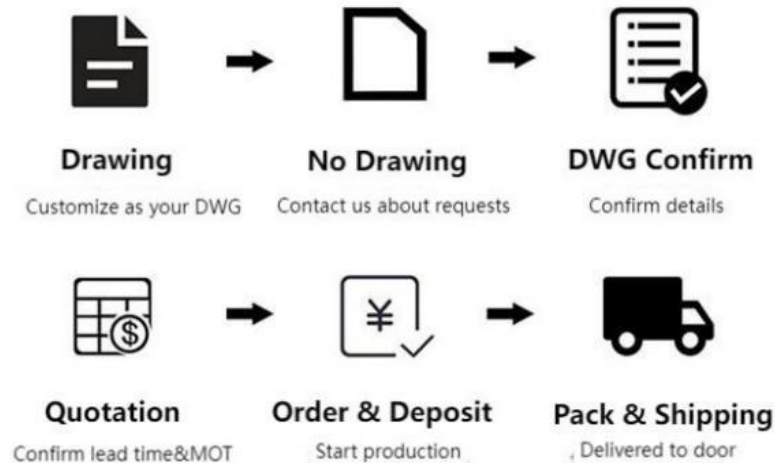 Drawing
No Drawing
DWG Confirm
Customize as your DWG
Contact us about requests
Confirm details
$
¥
Quotation
Order & Deposit
Pack & Shipping
Confirm lead time&MOT
Start production
, Delivered to door